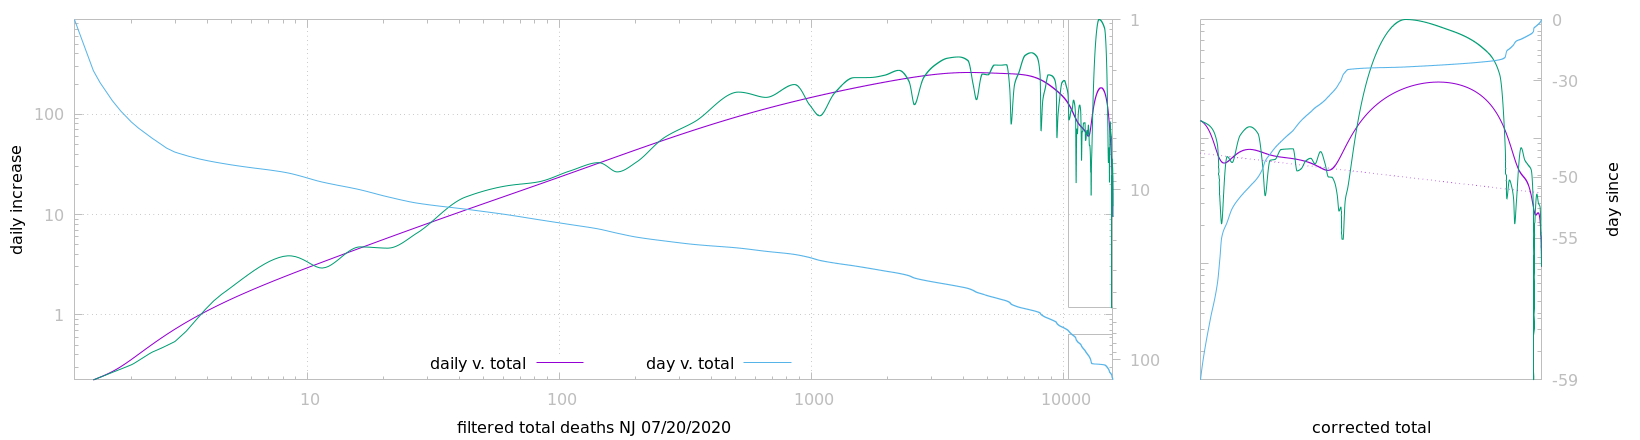 daily increase
100
10
1
daily v. total
day v. total
10
100
1000
10000
filtered total deaths NJ 07/20/2020
1
10
100
0
-30
-50
-55
-59
day since
corrected total